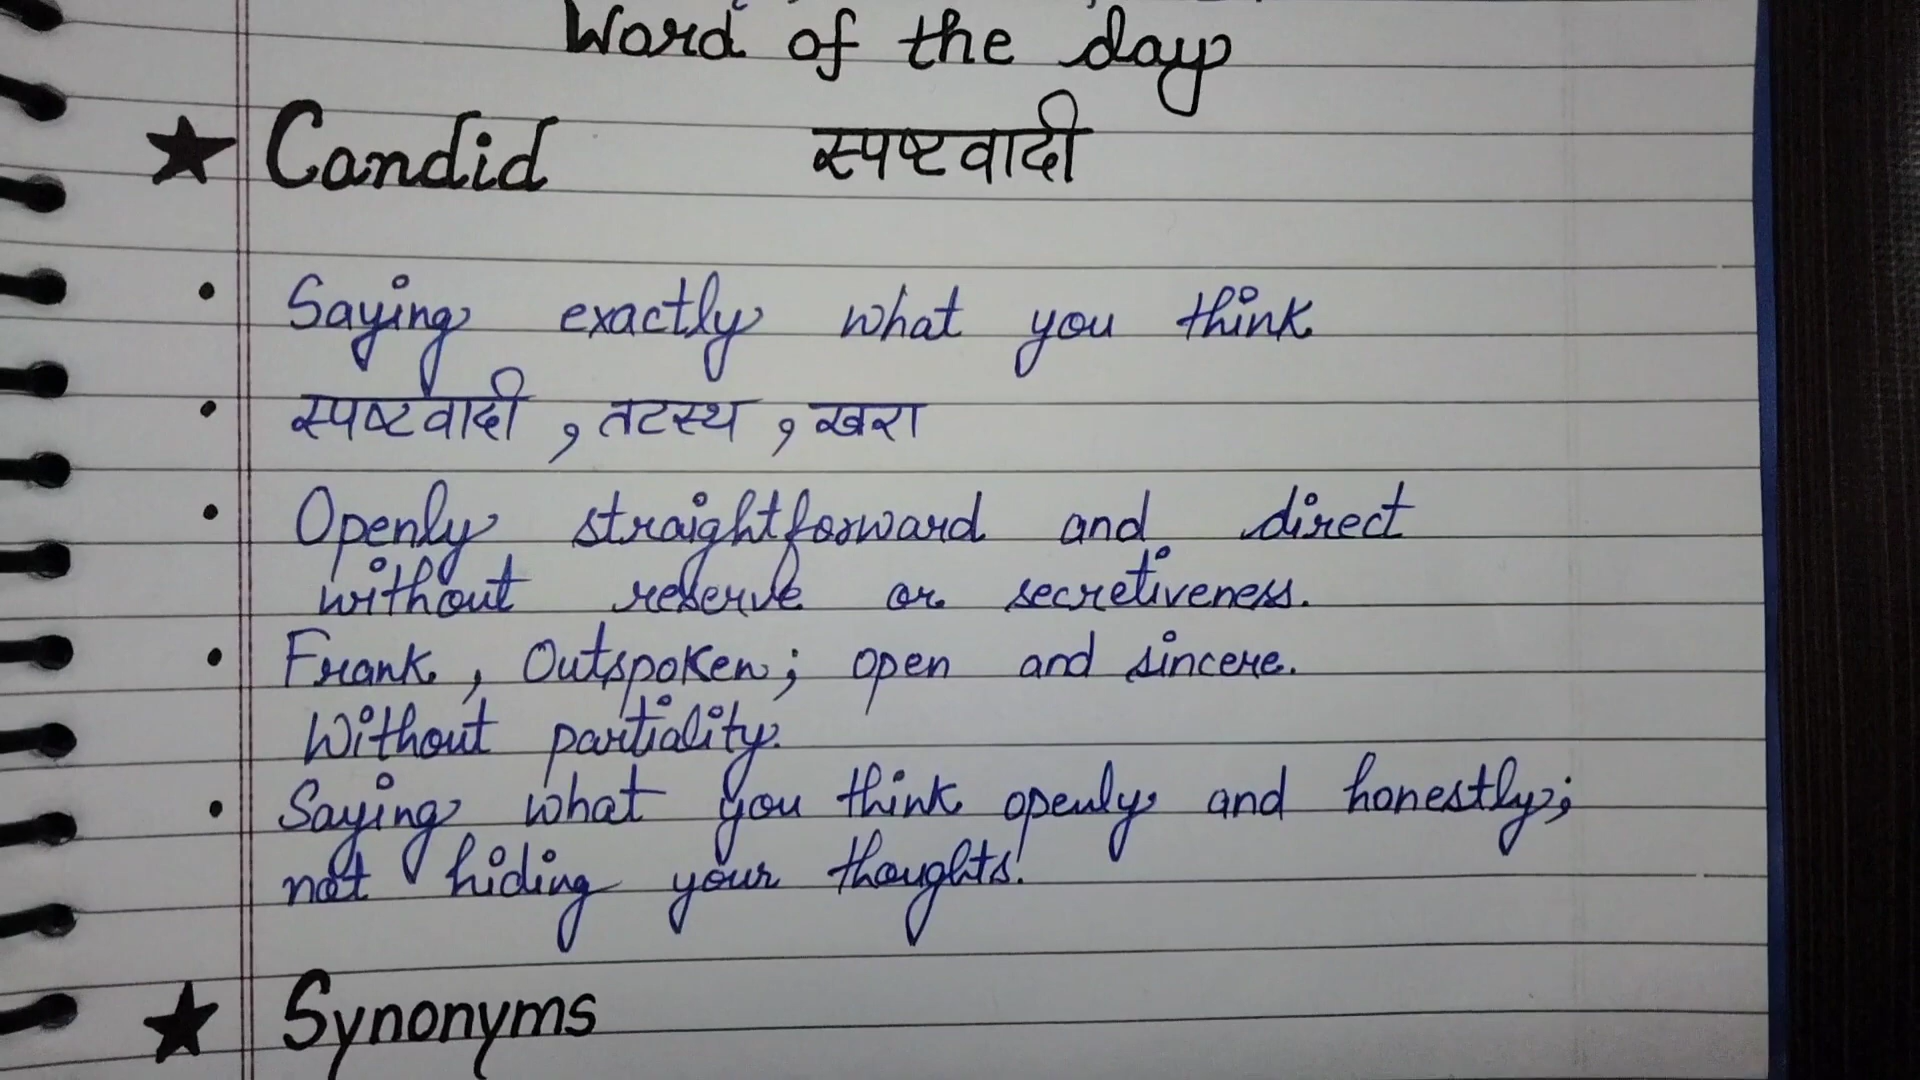 Word of the day
★ Candid स्पष्टवादी
• Saying exactly what you think
• स्पष्टवादी , तटस्थ , खरा
• Openly straightforward and direct
without reserve or secretiveness.
• Frank , Outspoken ; open and sincere.
Without partiality.
• Saying what you think openly and honestly;
not hiding your thoughts.
★ Synonyms